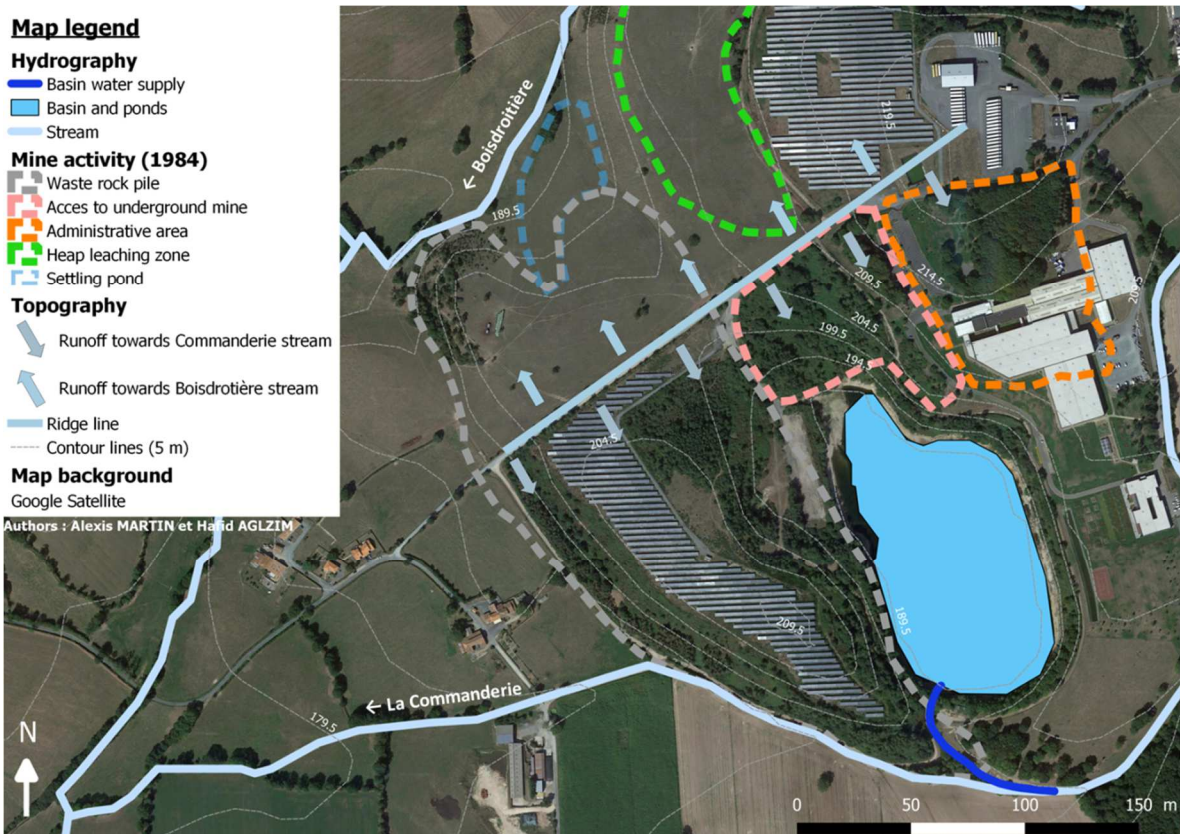 Map legend
Hydrography
Basin water supply
Basin and ponds
Stream
Mine activity (1984)
Waste rock pile
Acces to underground mine
Administrative area
Heap leaching zone
Settling pond
Topography
Runoff towards Commanderie stream
Runoff towards Boisdrotière stream
Ridge line
Contour lines (5 m)
Map background
Google Satellite
Authors : Alexis MARTIN et Hafid AGLZIM
← Boisdroitière
219.5
189.5
214.5
209.5
204.5
199.5
194.5
204.5
209.5
189.5
← La Commanderie
179.5
N
0 50 100 150 m